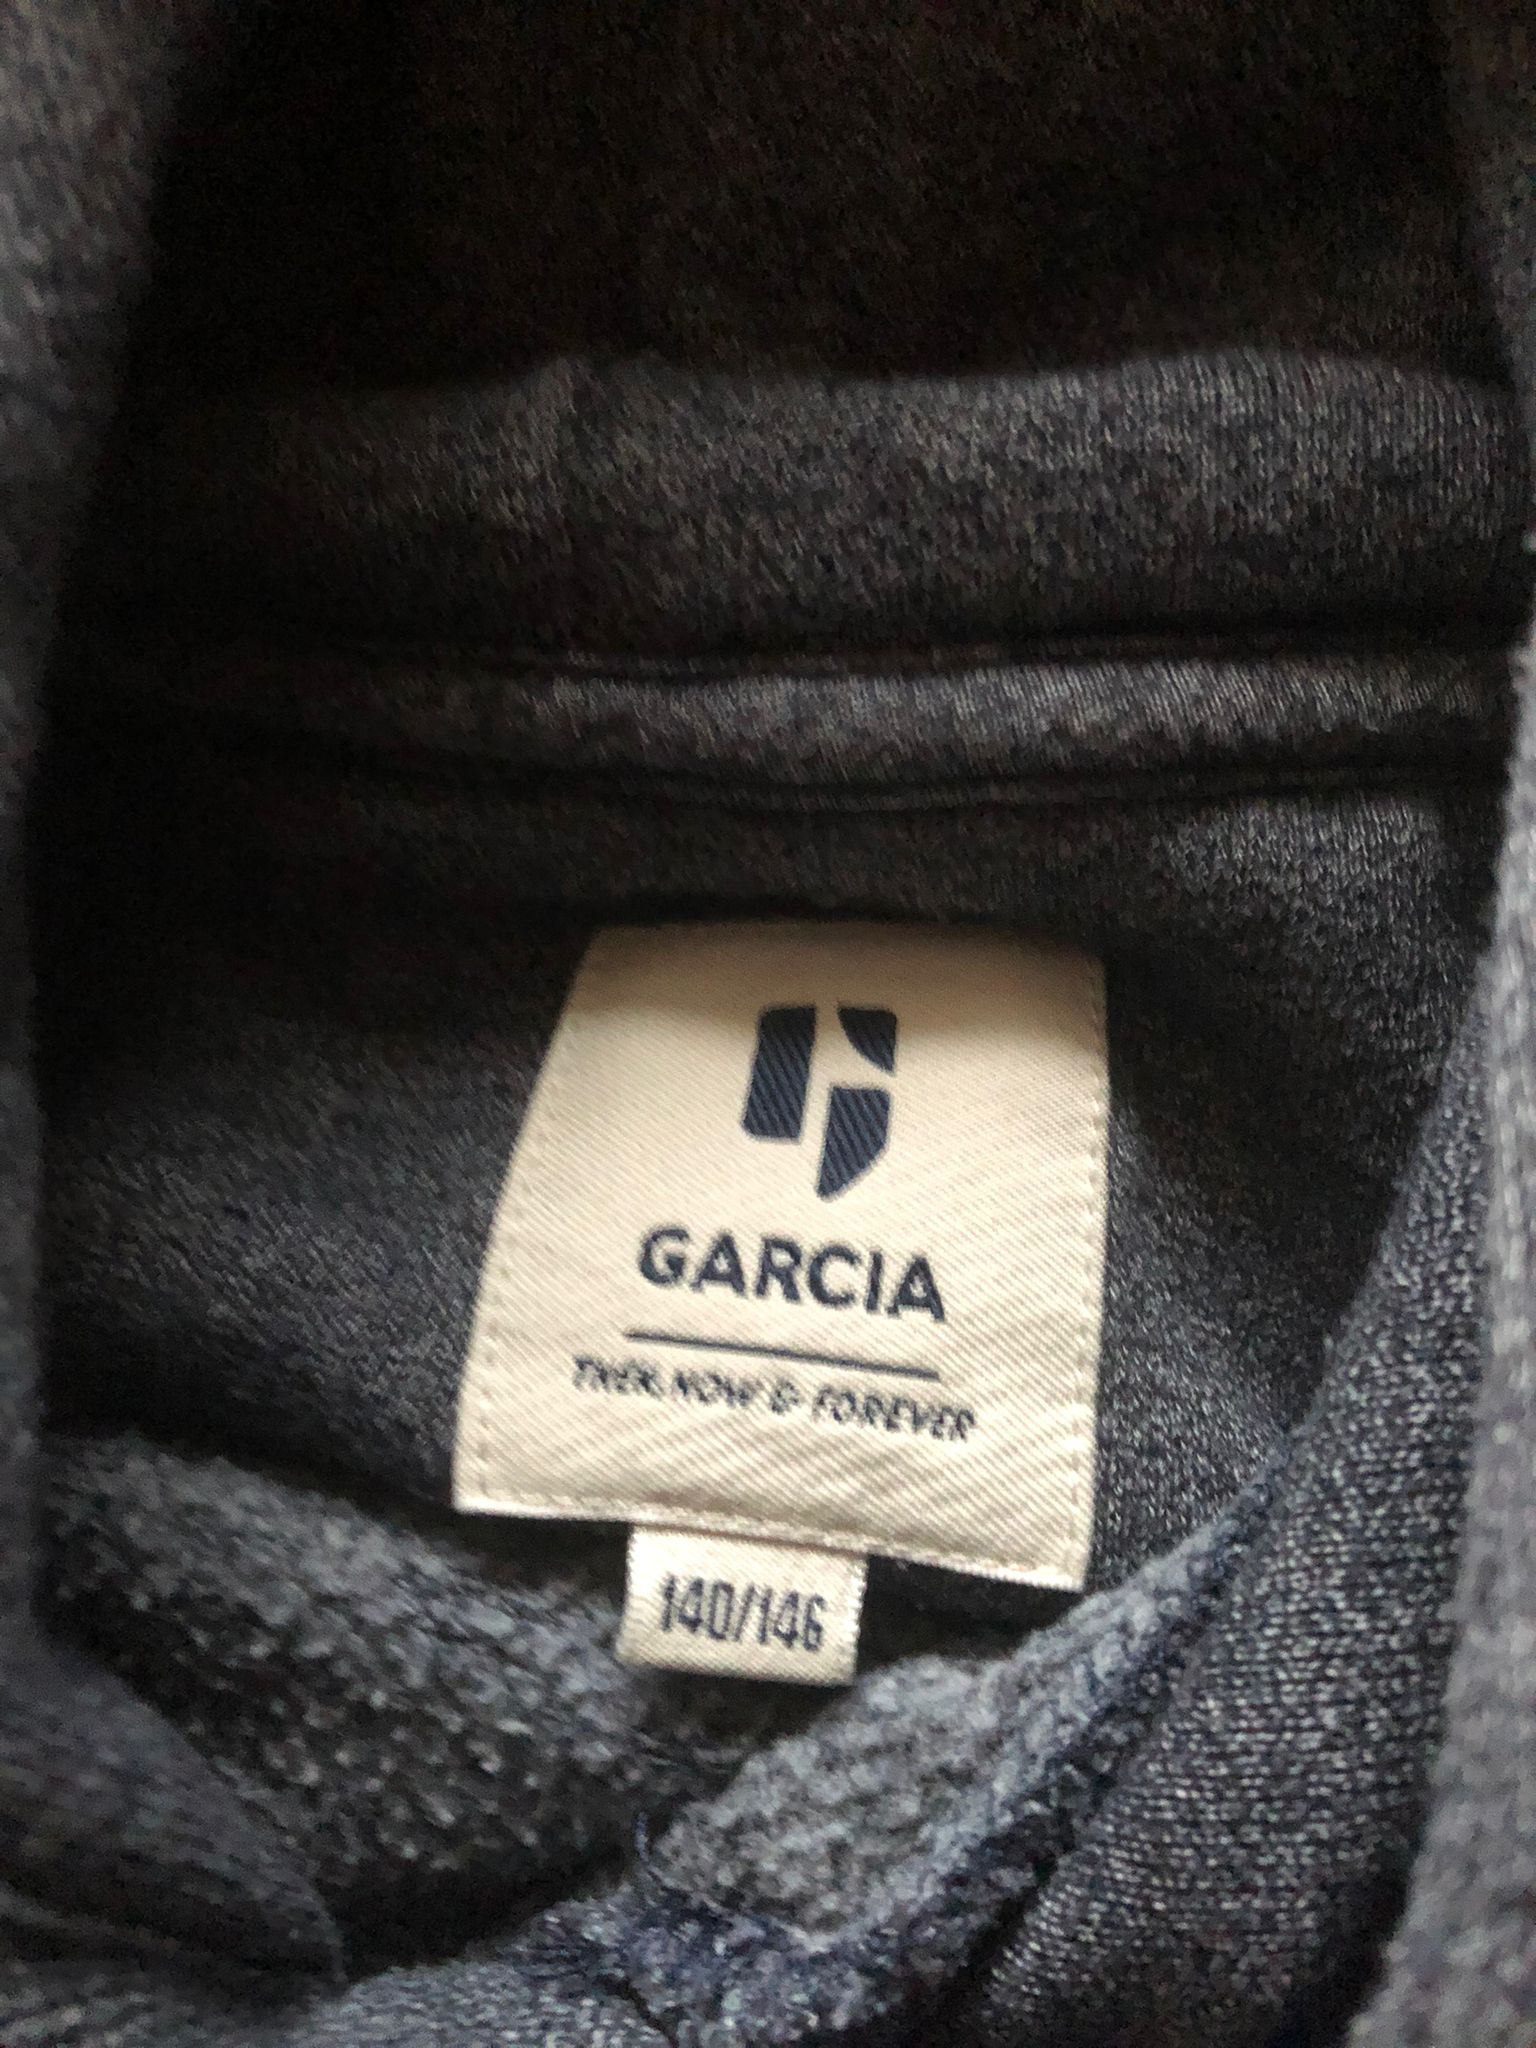 GARCIA
THEN, NOW & FOREVER
140/146